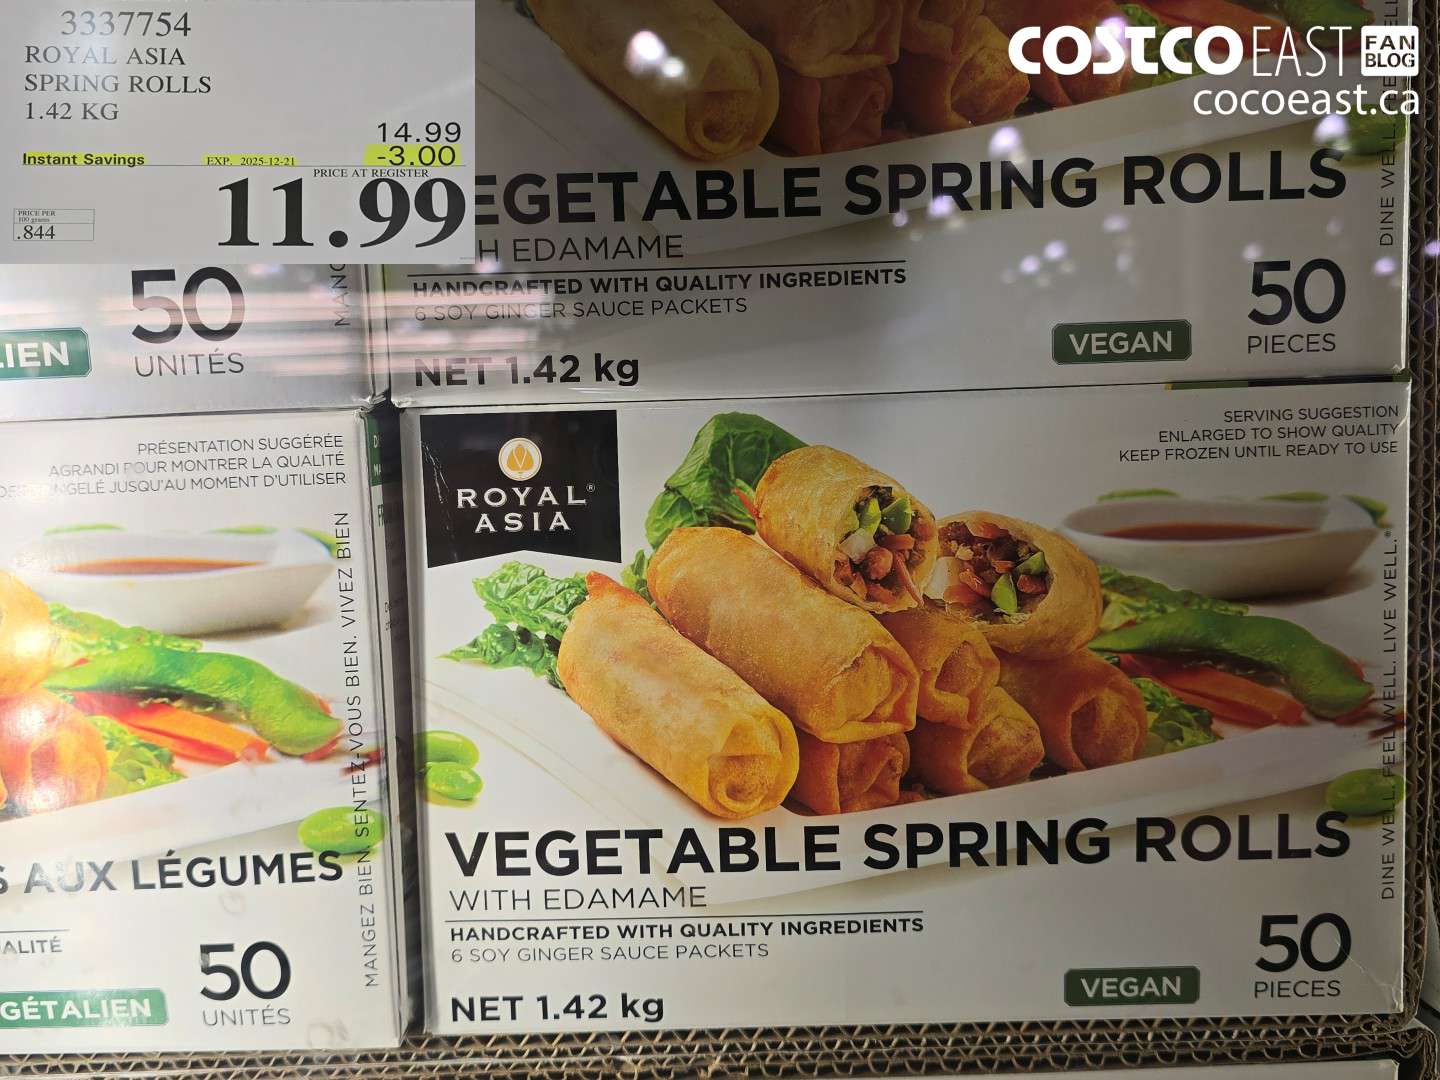 3337754
ROYAL ASIA
SPRING ROLLS
1.42 KG
14.99
Instant Savings EXP. 2025-12-21 -3.00
PRICE AT REGISTER
11.99
PRICE PER
100 grams
.844
COSTCO EAST FAN BLOG
cocoeast.ca
EGETABLE SPRING ROLLS
H EDAMAME
HANDCRAFTED WITH QUALITY INGREDIENTS
6 SOY GINGER SAUCE PACKETS
NET 1.42 kg
VEGAN
50
PIECES
DINE WELL.
LIEN
50
UNITÉS
MANG
PRÉSENTATION SUGGÉRÉE
AGRANDI POUR MONTRER LA QUALITÉ
NGELÉ JUSQU'AU MOMENT D'UTILISER
MANGEZ BIEN. SENTEZ-VOUS BIEN. VIVEZ BIEN
S AUX LÉGUMES
ALITÉ
50
UNITÉS
GÉTALIEN
SERVING SUGGESTION
ENLARGED TO SHOW QUALITY
KEEP FROZEN UNTIL READY TO USE
ROYAL®
ASIA
VEGETABLE SPRING ROLLS
WITH EDAMAME
HANDCRAFTED WITH QUALITY INGREDIENTS
6 SOY GINGER SAUCE PACKETS
NET 1.42 kg
VEGAN
50
PIECES
DINE WELL. FEEL WELL. LIVE WELL.®